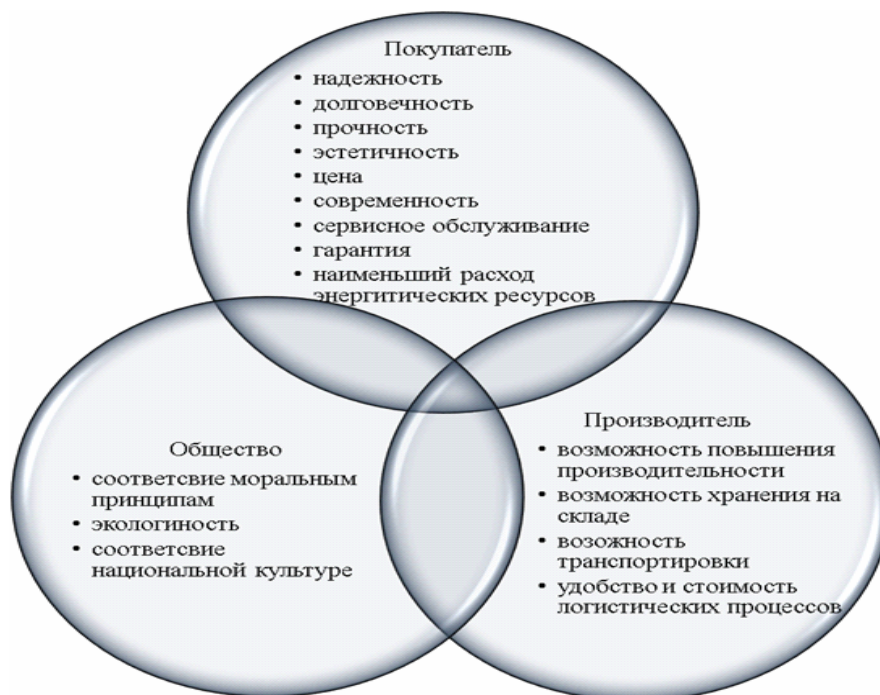 Покупатель
• надежность
• долговечность
• прочность
• эстетичность
• цена
• современность
• сервисное обслуживание
• гарантия
• наименьший расход
энергитических ресурсов
Общество
• соответсвие моральным
принципам
• экологиность
• соответсвие
национальной культуре
Производитель
• возможность повышения
производительности
• возможность хранения на
складе
• возожность
транспортировки
• удобство и стоимость
логистических процессов